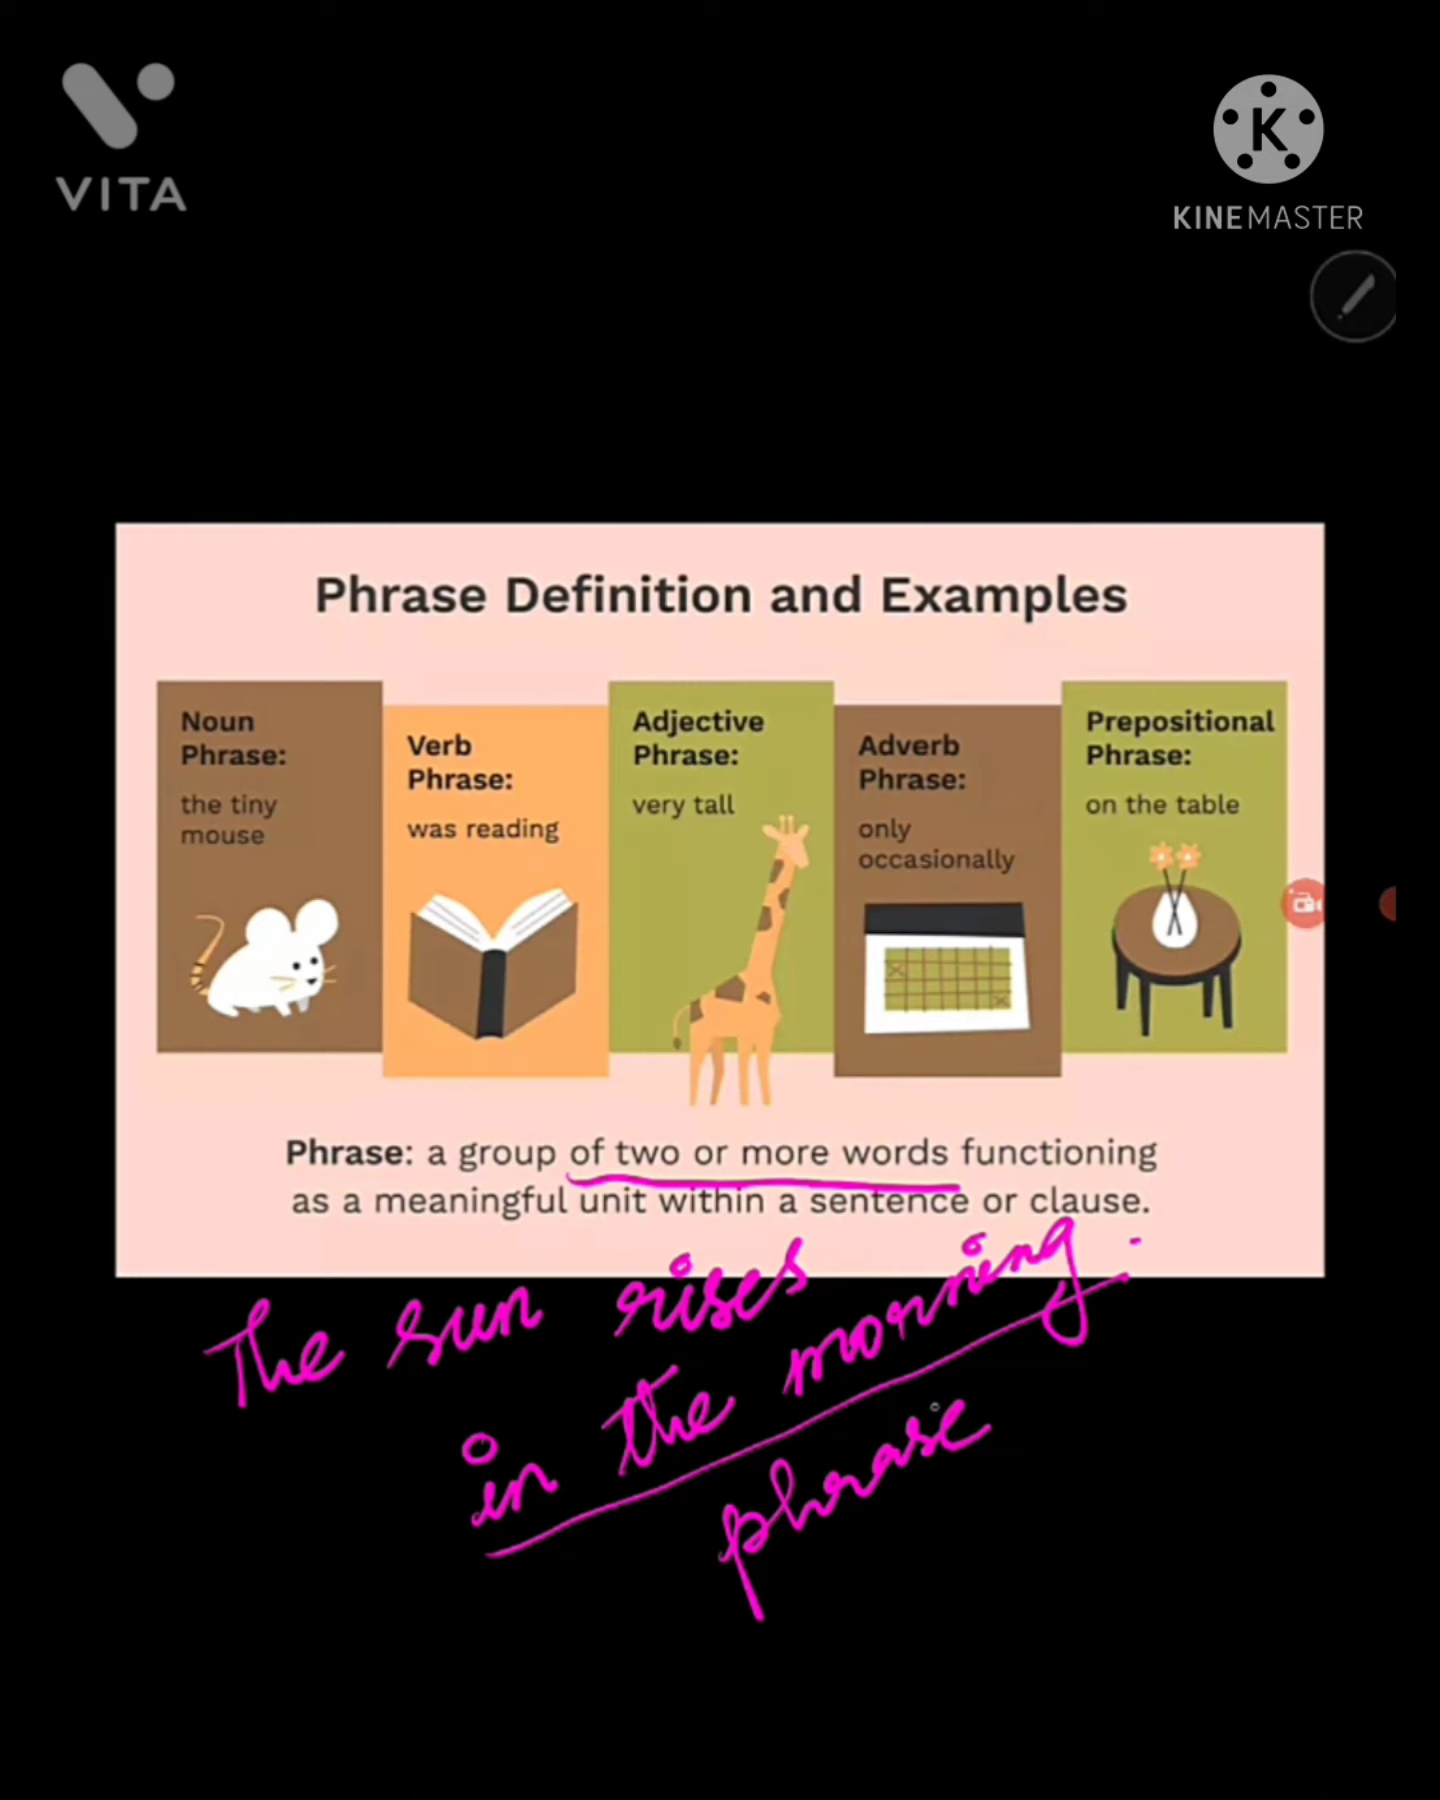 VITA
KINEMASTER
Phrase Definition and Examples
Noun
Phrase:
the tiny
mouse
Verb
Phrase:
was reading
Adjective
Phrase:
very tall
Adverb
Phrase:
only
occasionally
Prepositional
Phrase:
on the table
Phrase: a group of two or more words functioning
as a meaningful unit within a sentence or clause.
The sun rises
in the morning.
phrase